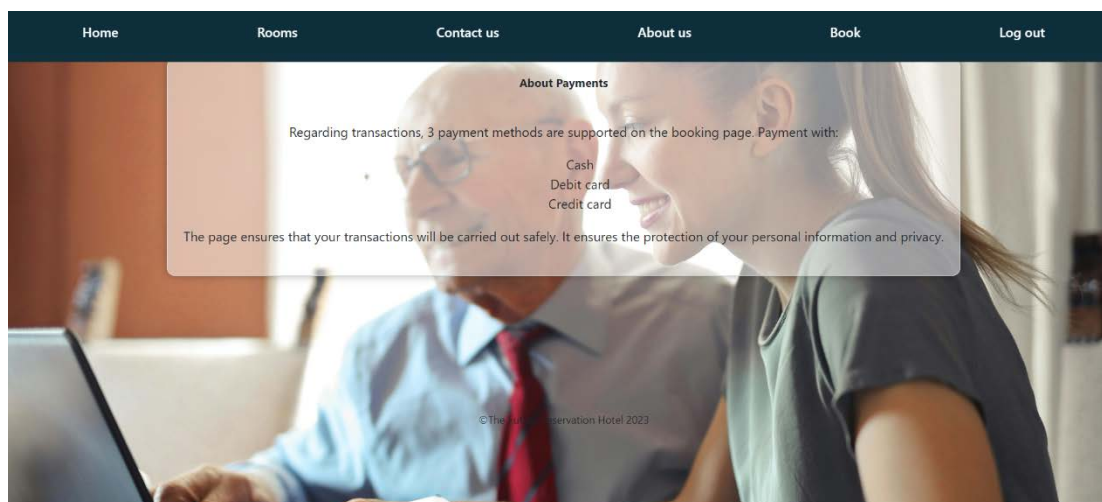 Home Rooms Contact us About us Book Log out
About Payments
Regarding transactions, 3 payment methods are supported on the booking page. Payment with:
Cash
Debit card
Credit card
The page ensures that your transactions will be carried out safely. It ensures the protection of your personal information and privacy.
©The Hotel 2023